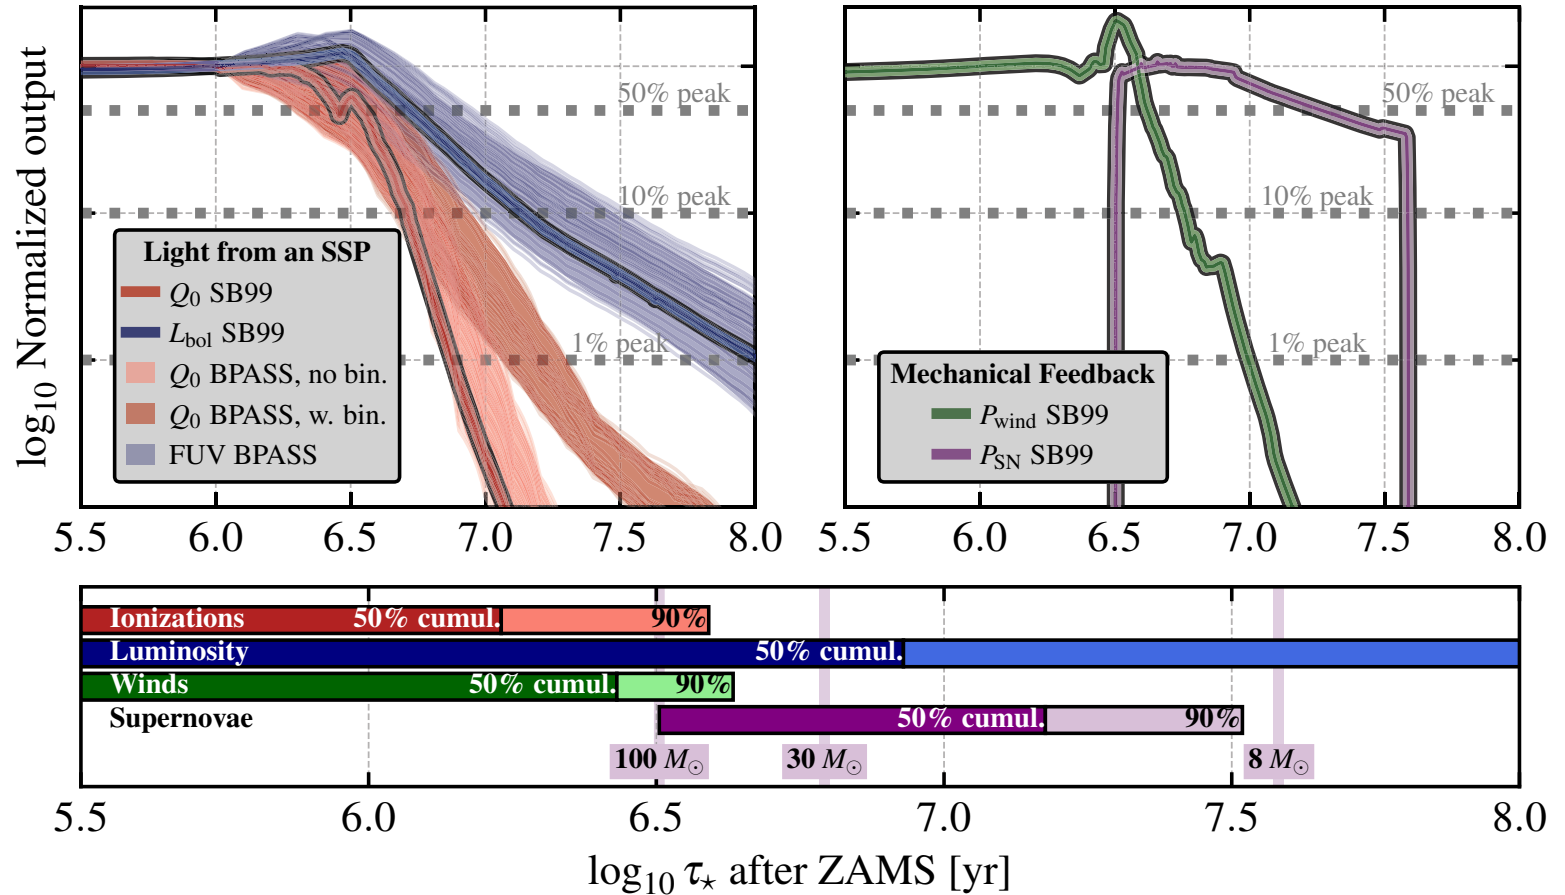 log₁₀ Normalized output
50% peak
10% peak
1% peak
Light from an SSP
Q₀ SB99
L_bol SB99
Q₀ BPASS, no bin.
Q₀ BPASS, w. bin.
FUV BPASS
5.5 6.0 6.5 7.0 7.5 8.0
50% peak
10% peak
1% peak
Mechanical Feedback
P_wind SB99
P_SN SB99
5.5 6.0 6.5 7.0 7.5 8.0
Ionizations 50% cumul. 90%
Luminosity 50% cumul.
Winds 50% cumul. 90%
Supernovae 50% cumul. 90%
100 M☉ 30 M☉ 8 M☉
5.5 6.0 6.5 7.0 7.5 8.0
log₁₀ τ⋆ after ZAMS [yr]